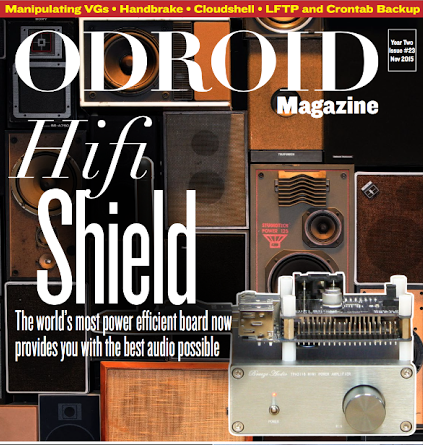 Manipulating VGs • Handbrake • Cloudshell • LFTP and Crontab Backup
ODROID
Year Two
Issue #23
Nov 2015
Magazine
Hifi
Shield
The world's most power efficient board now
provides you with the best audio possible